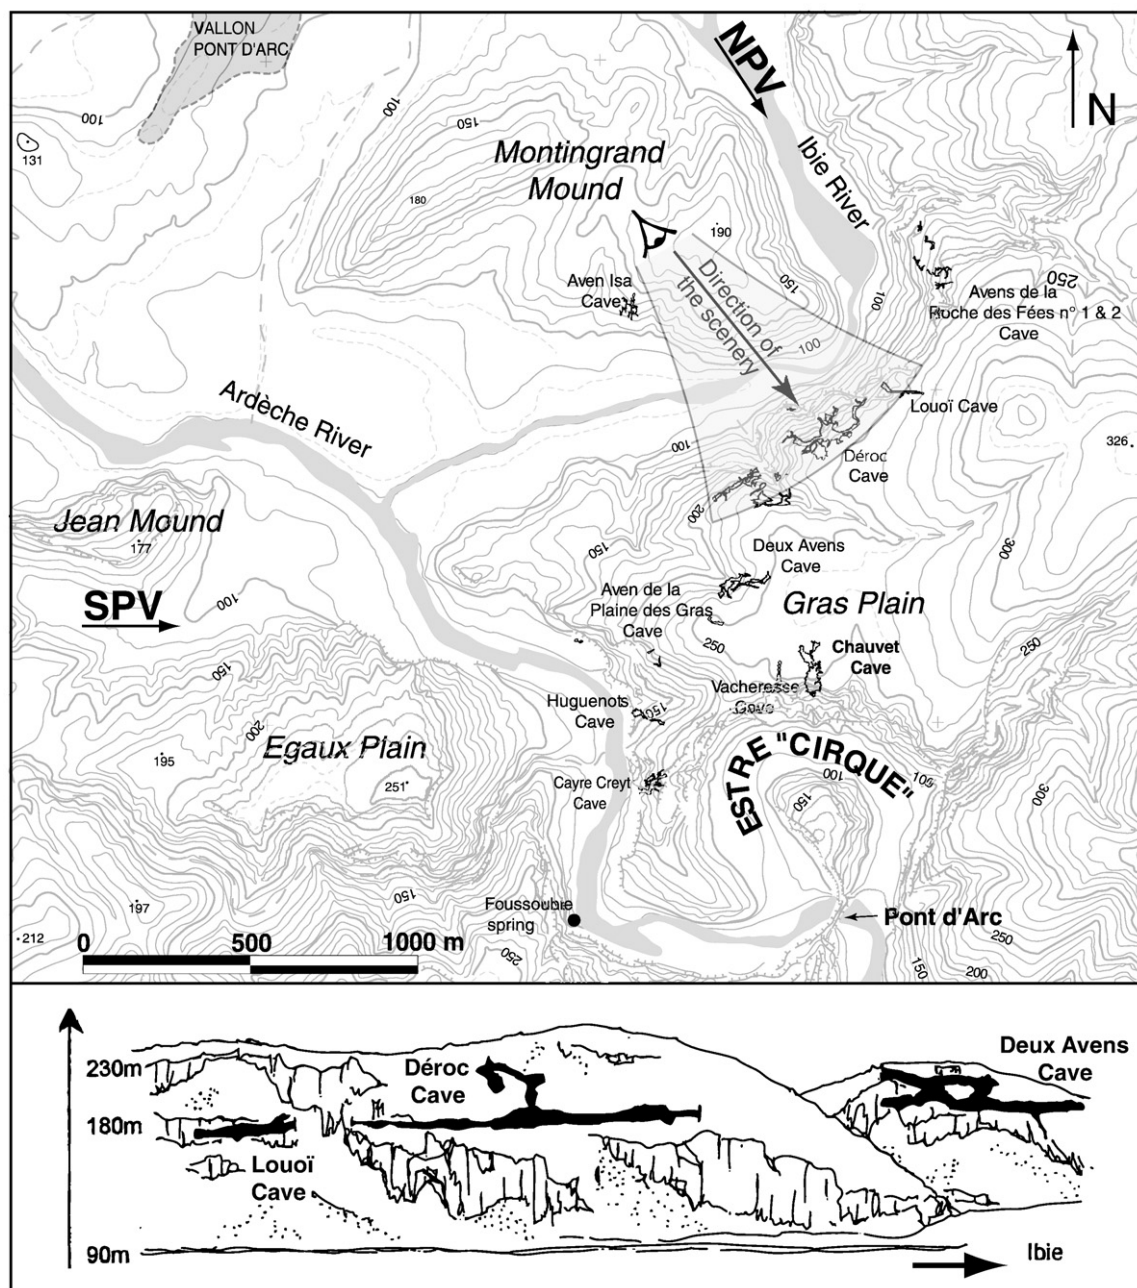 VALLON
PONT D'ARC
NPV
N
100
100
150
131
Montingrand
Mound
Ibie River
180
190
250
Aven Isa
Cave
Direction of
the scenery
150
100
100
Avens de la
Roche des Fées n° 1 & 2
Cave
Ardèche River
Louoï Cave
100
326
Déroc
Cave
200
Jean Mound
177
150
300
Deux Avens
Cave
SPV
100
Aven de la
Plaine des Gras
Cave
Gras Plain
250
250
150
Chauvet
Cave
Vacheresse
Cave
Huguenots
Cave
150
200
Egaux Plain
195
251
Cayre Creyt
Cave
ESTRE "CIRQUE"
100
100
150
300
150
197
212
Foussoubie
spring
Pont d'Arc
250
250
150
200
0 500 1000 m
230m
Déroc
Cave
Deux Avens
Cave
180m
Louoï
Cave
90m
Ibie